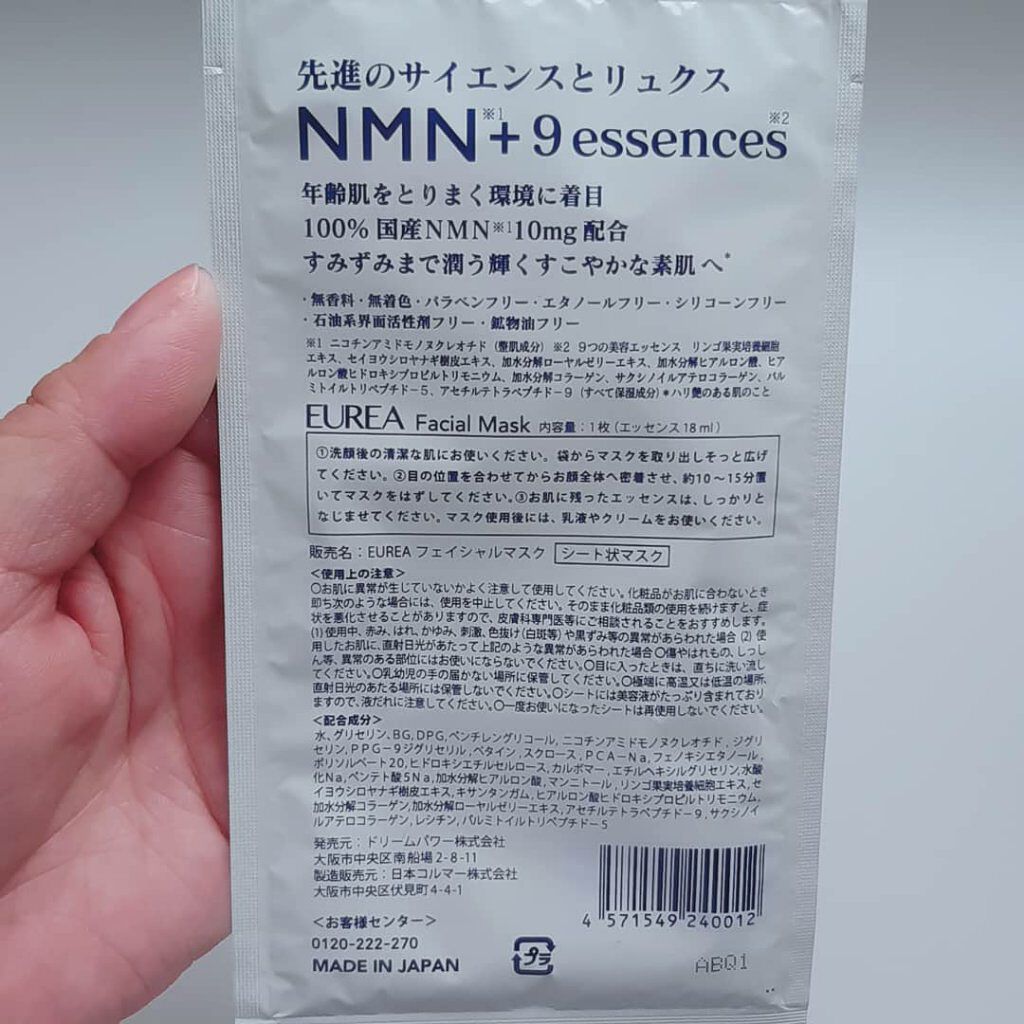 先進のサイエンスとリュクス
NMN※1+9 essences※2
年齢肌をとりまく環境に着目
100% 国産NMN※110mg 配合
すみずみまで潤う輝くすこやかな素肌へ*
・無香料・無着色・パラベンフリー・エタノールフリー・シリコーンフリー
・石油系界面活性剤フリー・鉱物油フリー
※1 ニコチンアミドモノヌクレオチド (整肌成分) ※2 9つの美容エッセンス リンゴ果実培養細胞
エキス、セイヨウシロヤナギ樹皮エキス、加水分解ローヤルゼリーエキス、加水分解ヒアルロン酸、ヒア
ルロン酸ヒドロキシプロピルトリモニウム、加水分解コラーゲン、サクシノイルアテロコラーゲン、パル
ミトイルトリペプチド-5、アセチルテトラペプチド-9 (すべて保湿成分) *ハリ艶のある肌のこと
EUREA Facial Mask 内容量：1枚 (エッセンス18ml)
①洗顔後の清潔な肌にお使いください。袋からマスクを取り出しそっと広げ
てください。②目の位置を合わせてからお顔全体へ密着させ、約10～15分置
いてマスクをはずしてください。③お肌に残ったエッセンスは、しっかりと
なじませてください。マスク使用後には、乳液やクリームをお使いください。
販売名：EUREA フェイシャルマスク シート状マスク
<使用上の注意>
○お肌に異常が生じていないかよく注意して使用してください。化粧品がお肌に合わないとき
即ち次のような場合には、使用を中止してください。そのまま化粧品類の使用を続けますと、症
状を悪化させることがありますので、皮膚科専門医等にご相談されることをおすすめします。
(1)使用中、赤み、はれ、かゆみ、刺激、色抜け(白斑等)や黒ずみ等の異常があらわれた場合 (2) 使
用したお肌に、直射日光があたって上記のような異常があらわれた場合 ○傷やはれもの、しっし
ん等、異常のある部位にはお使いにならないでください。○目に入ったときは、直ちに洗い流し
てください。○乳幼児の手の届かない場所に保管してください。○極端に高温又は低温の場所、
直射日光のあたる場所には保管しないでください。○シートには美容液がたっぷり含まれており
ますので、液だれに注意してください。○一度お使いになったシートは再使用しないでください。
<配合成分>
水、グリセリン、BG、DPG、ペンチレングリコール、ニコチンアミドモノヌクレオチド、ジグリ
セリン、PPG-9ジグリセリル、ベタイン、スクロース、PCA-Na、フェノキシエタノール、
ポリソルベート20、ヒドロキシエチルセルロース、カルボマー、エチルヘキシルグリセリン、水酸
化Na、ペンテト酸5Na、加水分解ヒアルロン酸、マンニトール、リンゴ果実培養細胞エキス、セ
イヨウシロヤナギ樹皮エキス、キサンタンガム、ヒアルロン酸ヒドロキシプロピルトリモニウム、
加水分解コラーゲン、加水分解ローヤルゼリーエキス、アセチルテトラペプチド-9、サクシノイ
ルアテロコラーゲン、レシチン、パルミトイルトリペプチド-5
発売元：ドリームパワー株式会社
大阪市中央区南船場2-8-11
製造販売元：日本コルマー株式会社
大阪市中央区伏見町4-4-1
<お客様センター>
0120-222-270
MADE IN JAPAN
プラ
4 571549 240012
ABQ1